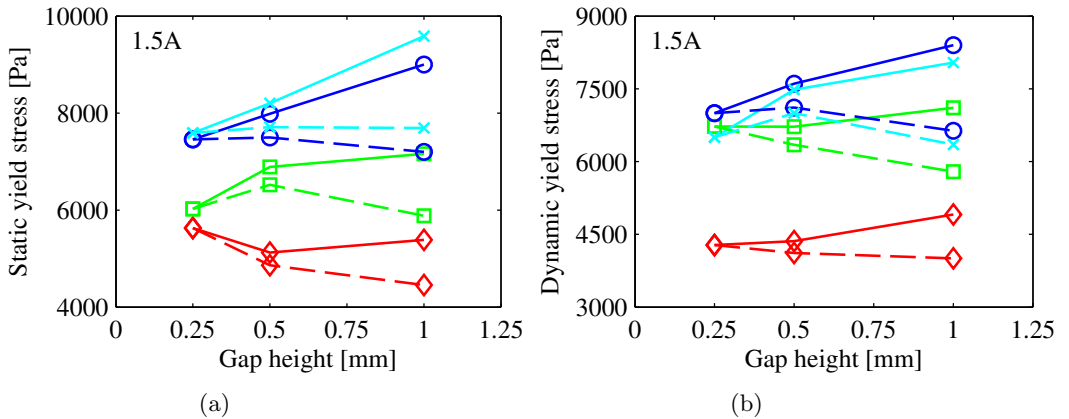 10000
8000
6000
4000
Static yield stress [Pa]
1.5A
0 0.25 0.5 0.75 1 1.25
Gap height [mm]
(a)
9000
7500
6000
4500
3000
Dynamic yield stress [Pa]
1.5A
0 0.25 0.5 0.75 1 1.25
Gap height [mm]
(b)